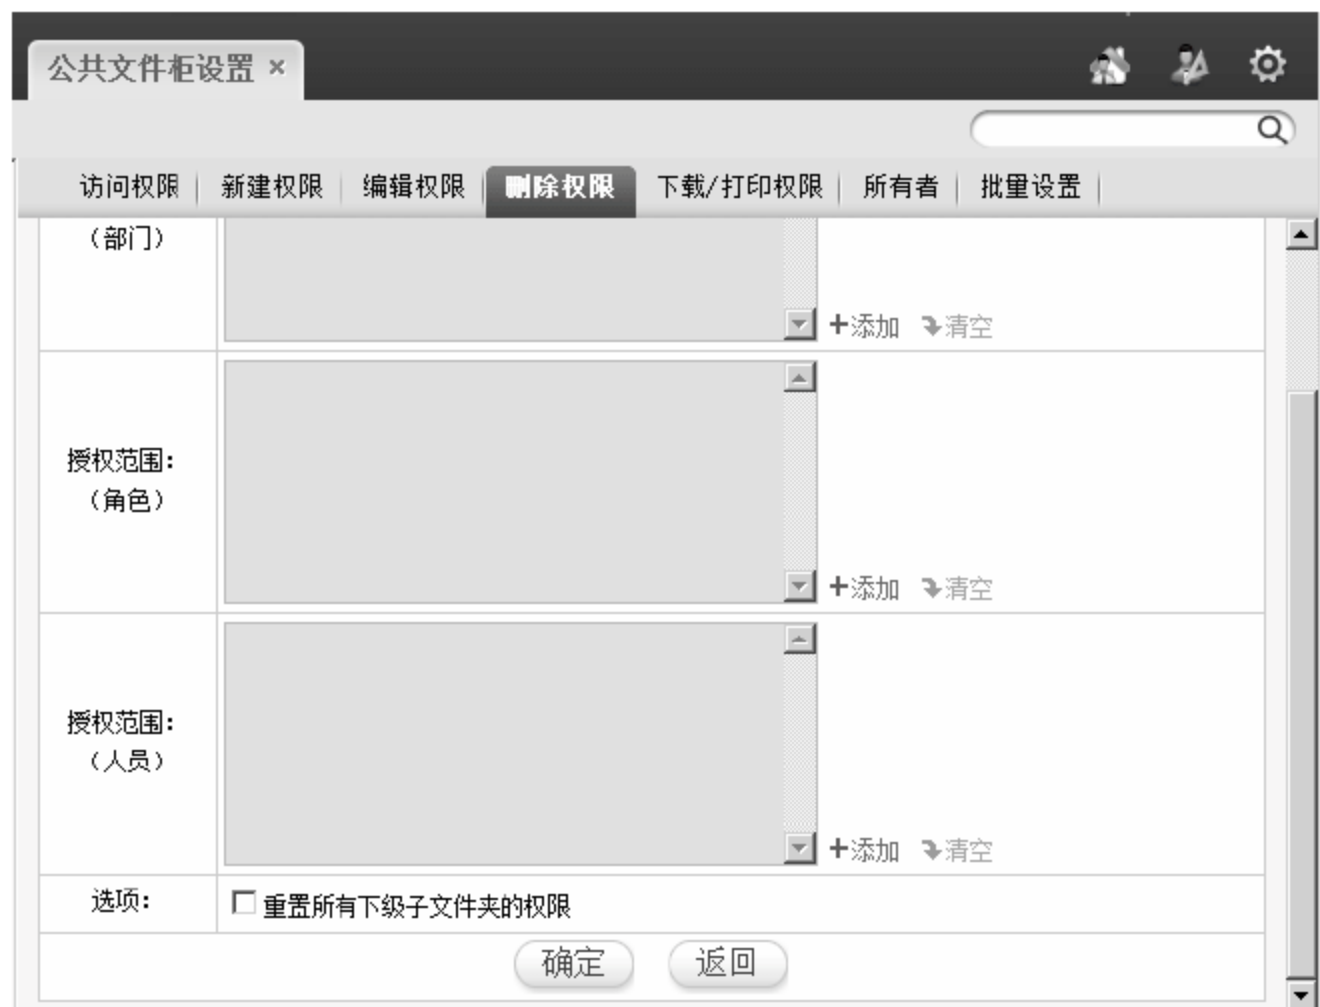 公共文件柜设置 ×
访问权限 新建权限 编辑权限 删除权限 下载/打印权限 所有者 批量设置
（部门）
添加 清空
授权范围：
（角色）
添加 清空
授权范围：
（人员）
添加 清空
选项： 重置所有下级子文件夹的权限
确定 返回